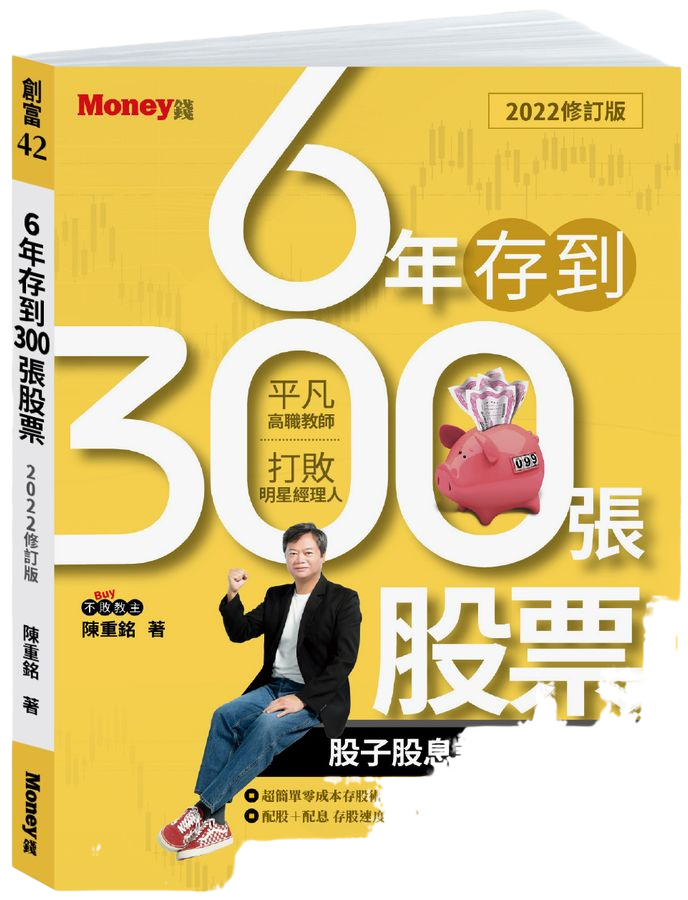 創富
42
6年存到300張股票
2022修訂版
陳重銘 著
Money錢
Money錢
2022修訂版
6年存到
300張
股票
平凡
高職教師
打敗
明星經理人
099
Buy
不敗教主
陳重銘 著
股子股息
超簡單零成本存股術
配股＋配息 存股速度